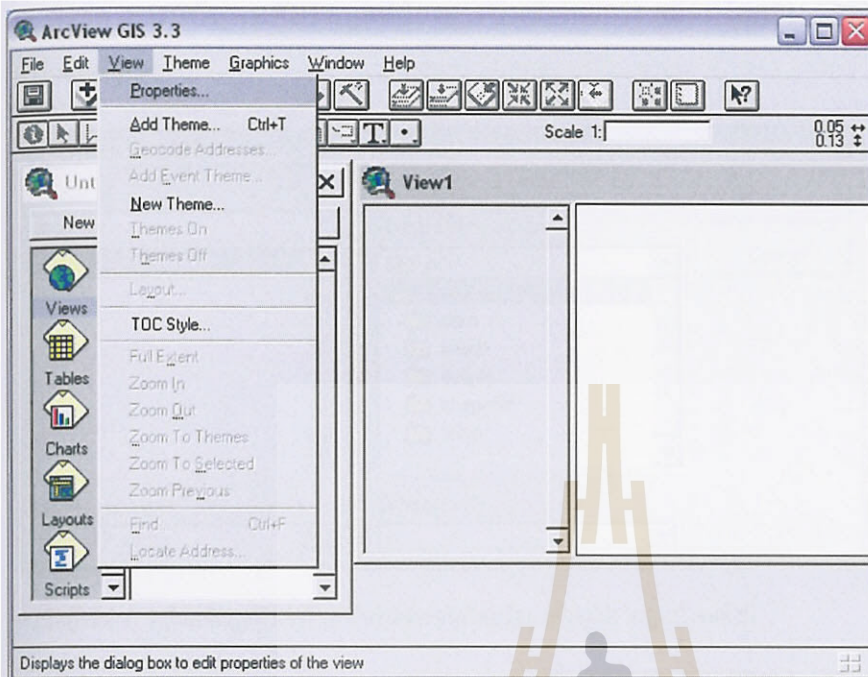 ArcView GIS 3.3
File Edit View Theme Graphics Window Help
Properties...
Add Theme... Ctrl+T
Geocode Addresses...
Add Event Theme...
New Theme...
Themes On
Themes Off
Layout...
TOC Style...
Full Extent
Zoom In
Zoom Out
Zoom To Themes
Zoom To Selected
Zoom Previous
Find... Ctrl+F
Locate Address...
Scale 1:
0.05
0.13
Unt
New
Views
Tables
Charts
Layouts
Scripts
View1
Displays the dialog box to edit properties of the view